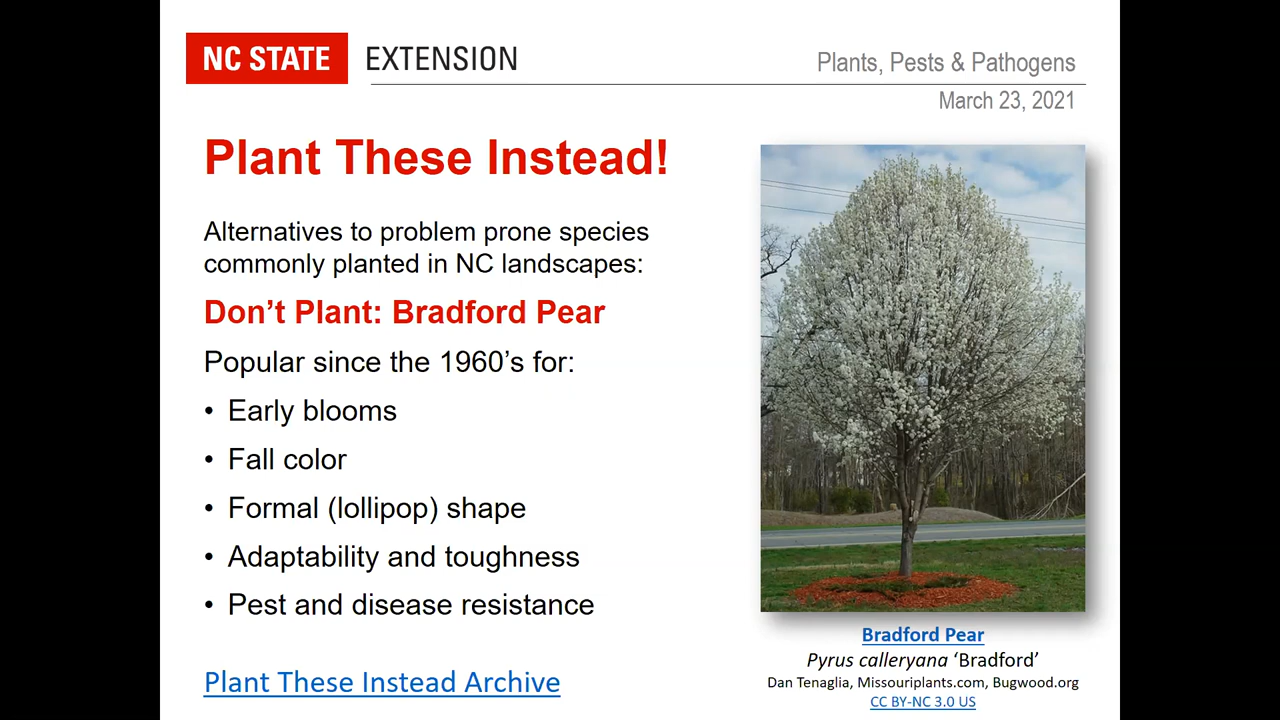 NC STATE EXTENSION
Plants, Pests & Pathogens
March 23, 2021
Plant These Instead!
Alternatives to problem prone species
commonly planted in NC landscapes:
Don’t Plant: Bradford Pear
Popular since the 1960’s for:
• Early blooms
• Fall color
• Formal (lollipop) shape
• Adaptability and toughness
• Pest and disease resistance
Plant These Instead Archive
Bradford Pear
Pyrus calleryana ‘Bradford’
Dan Tenaglia, Missouriplants.com, Bugwood.org
CC BY-NC 3.0 US